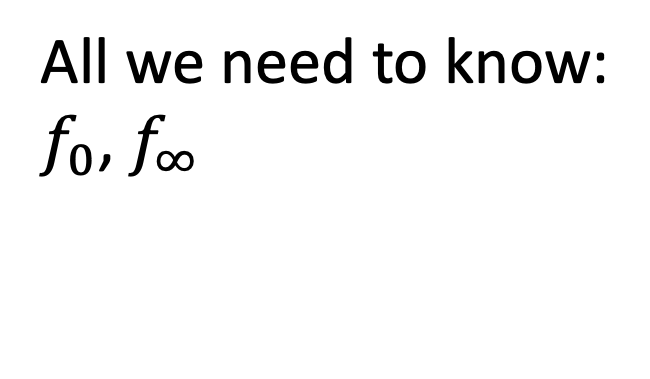 All we need to know:
f₀, f∞